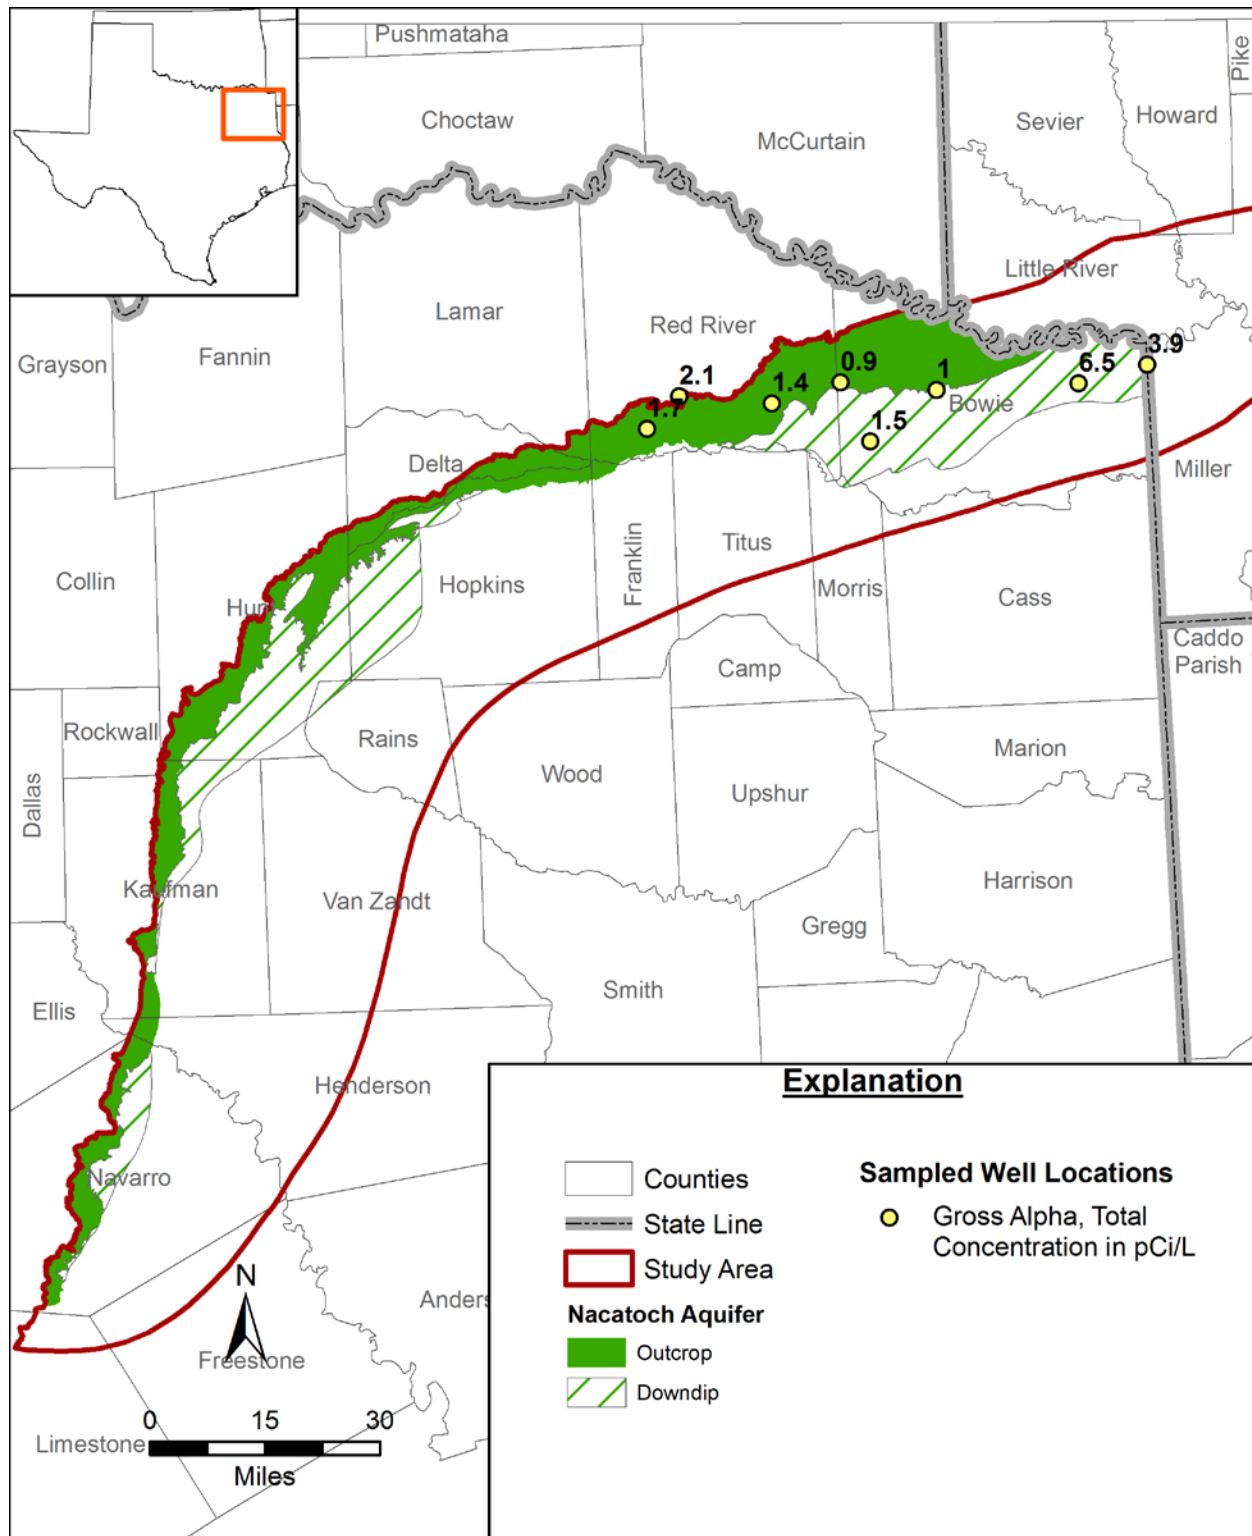 Pushmataha
Pike
Choctaw
McCurtain
Sevier
Howard
Little River
Lamar
Red River
Grayson
Fannin
3.9
2.1
0.9
1
6.5
1.4
1.7
Bowie
1.5
Delta
Miller
Collin
Hopkins
Franklin
Titus
Morris
Cass
Hun
Caddo
Parish
Camp
Rockwall
Rains
Marion
Dallas
Wood
Upshur
Kaufman
Van Zandt
Harrison
Gregg
Ellis
Smith
Henderson
Navarro
Anders
Freestone
Limestone
N
0 15 30
Miles
Explanation
Counties
State Line
Study Area
Nacatoch Aquifer
Outcrop
Downdip
Sampled Well Locations
Gross Alpha, Total
Concentration in pCi/L